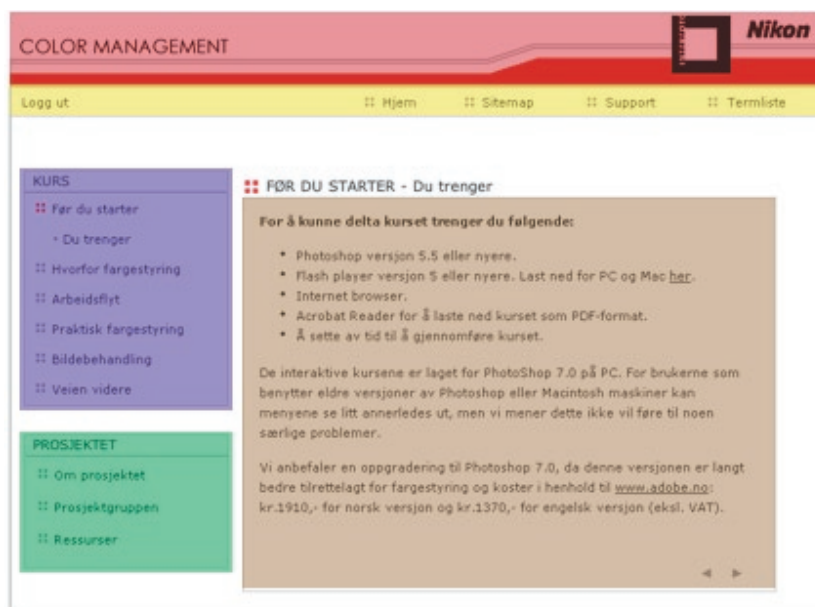 COLOR MANAGEMENT
Nikon
Logg ut
Hjem
Sitemap
Support
Termliste
KURS
Før du starter
- Du trenger
Hvorfor fargestyring
Arbeidsflyt
Praktisk fargestyring
Bildebehandling
Veien videre
PROSJEKTET
Om prosjektet
Prosjektgruppen
Ressurser
FØR DU STARTER - Du trenger
For å kunne delta kurset trenger du følgende:
• Photoshop versjon 5.5 eller nyere.
• Flash player versjon 5 eller nyere. Last ned for PC og Mac her.
• Internet browser.
• Acrobat Reader for å laste ned kurset som PDF-format.
• Å sette av tid til å gjennomføre kurset.
De interaktive kursene er laget for PhotoShop 7.0 på PC. For brukerne som
benytter eldre versjoner av Photoshop eller Macintosh maskiner kan
menyene se litt annerledes ut, men vi mener dette ikke vil føre til noen
særlige problemer.
Vi anbefaler en oppgradering til Photoshop 7.0, da denne versjonen er langt
bedre tilrettelagt for fargestyring og koster i henhold til www.adobe.no:
kr.1910,- for norsk versjon og kr.1370,- for engelsk versjon (eksl. VAT).